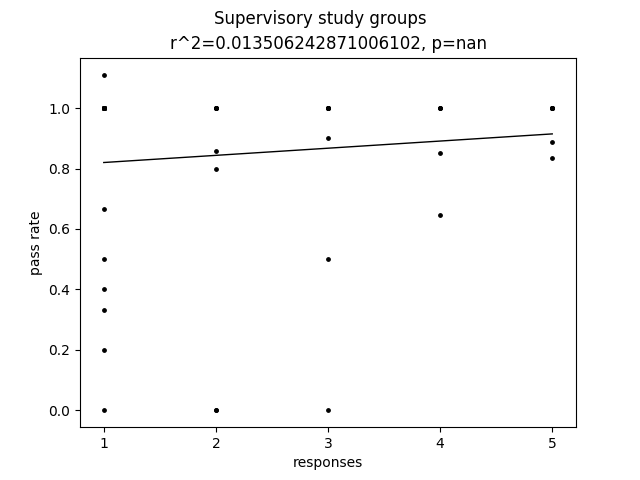 Supervisory study groups
r^2=0.013506242871006102, p=nan
pass rate
1.0
0.8
0.6
0.4
0.2
0.0
1 2 3 4 5
responses